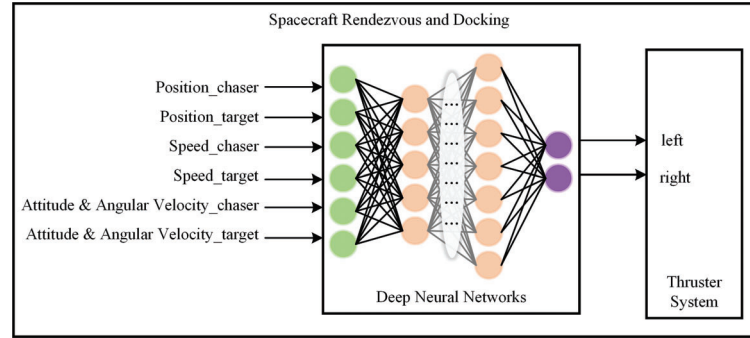 Spacecraft Rendezvous and Docking
Position_chaser
Position_target
Speed_chaser
Speed_target
Attitude & Angular Velocity_chaser
Attitude & Angular Velocity_target
...
...
...
...
...
...
...
Deep Neural Networks
left
right
Thruster
System